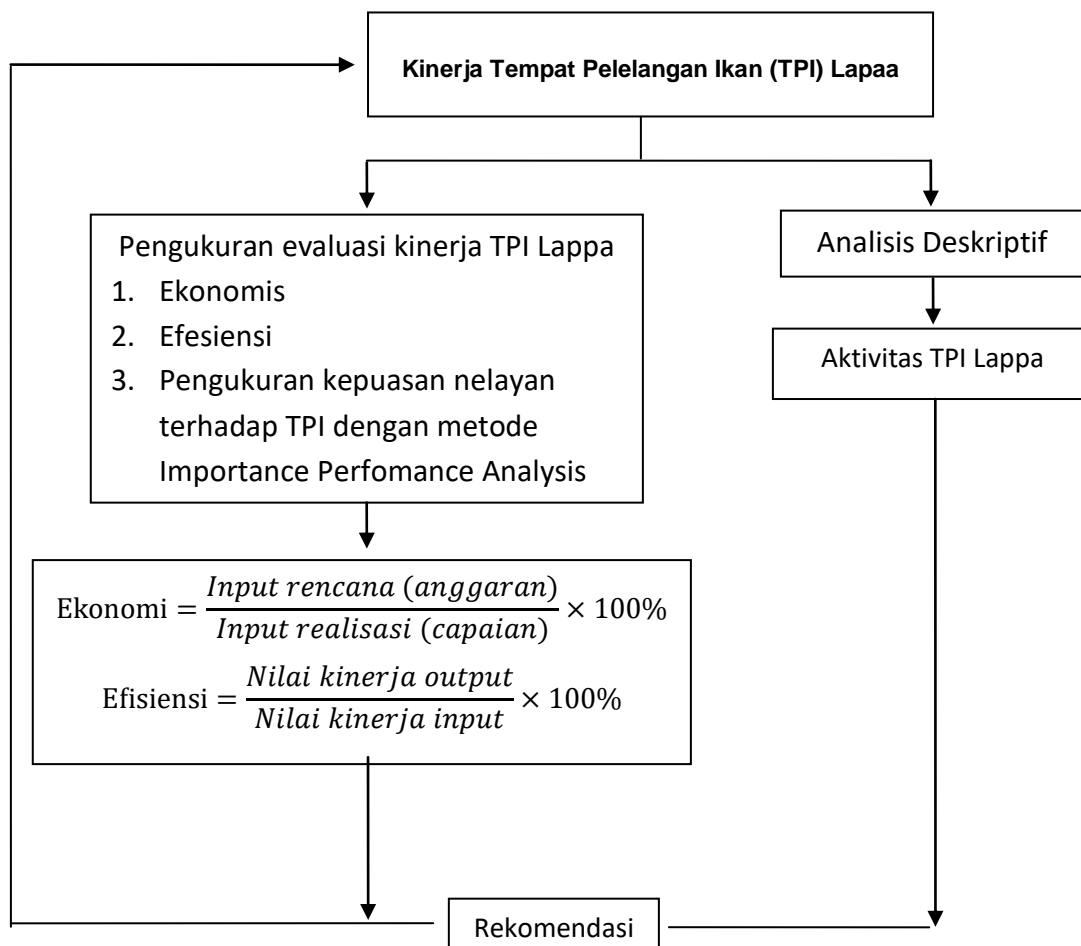 Kinerja Tempat Pelelangan Ikan (TPI) Lapaa
Pengukuran evaluasi kinerja TPI Lappa
1. Ekonomis
2. Efesiensi
3. Pengukuran kepuasan nelayan
terhadap TPI dengan metode
Importance Perfomance Analysis
Analisis Deskriptif
Aktivitas TPI Lappa
Ekonomi = Input rencana (anggaran) / Input realisasi (capaian) × 100%
Efisiensi = Nilai kinerja output / Nilai kinerja input × 100%
Rekomendasi